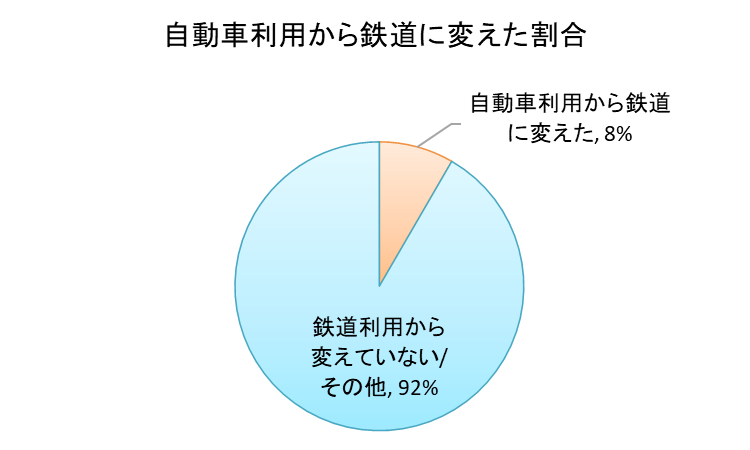 自動車利用から鉄道に変えた割合
自動車利用から鉄道
に変えた, 8%
鉄道利用から
変えていない/
その他, 92%